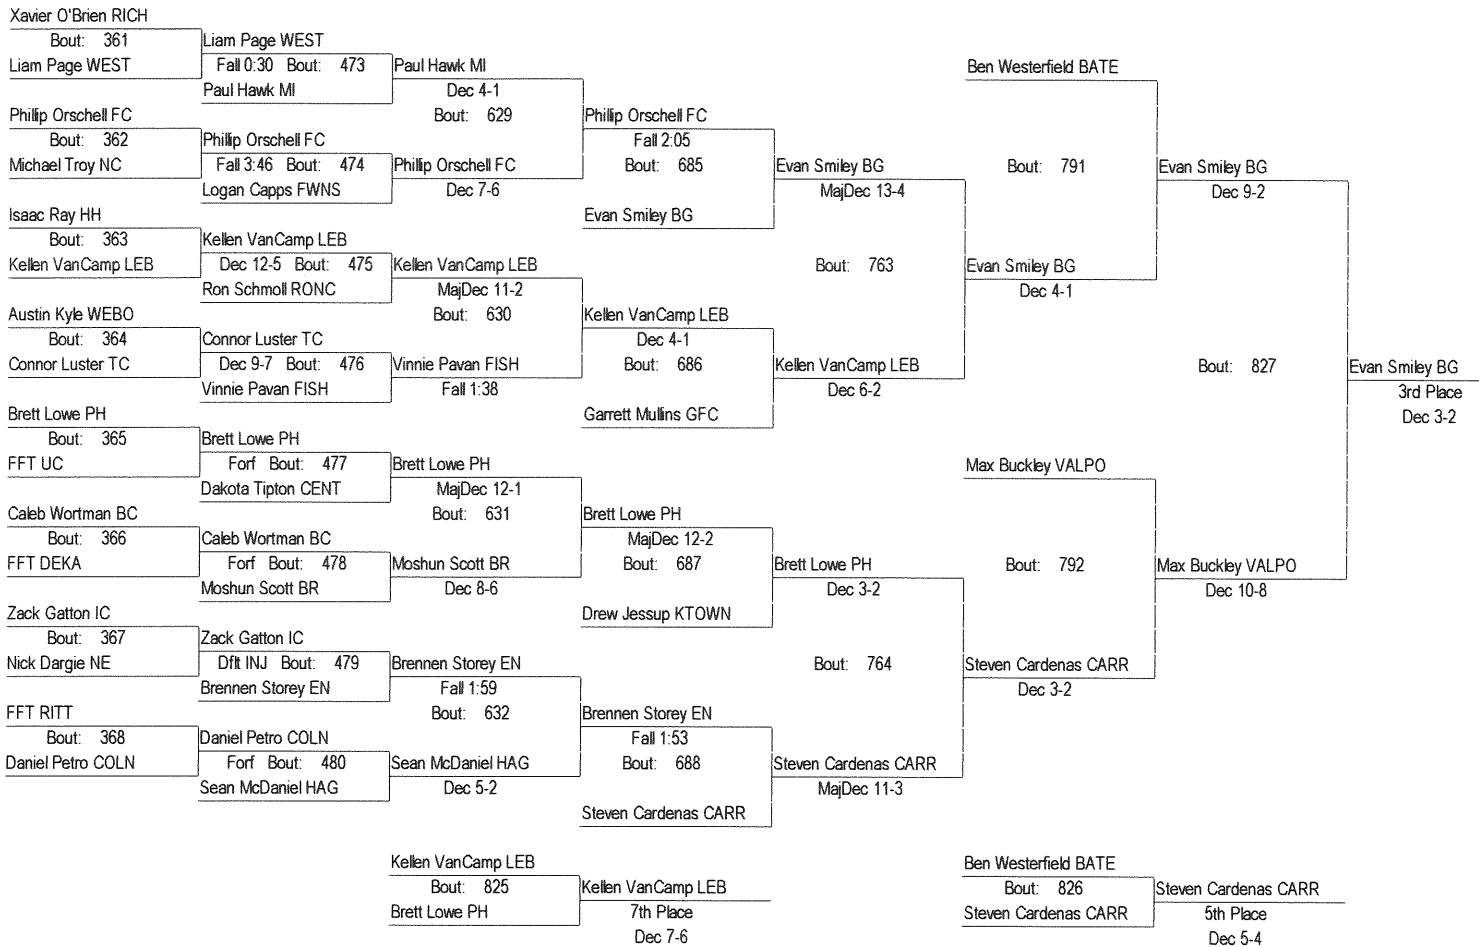 Xavier O'Brien RICH
Bout: 361
Liam Page WEST
Phillip Orschell FC
Bout: 362
Michael Troy NC
Isaac Ray HH
Bout: 363
Kellen VanCamp LEB
Austin Kyle WEBO
Bout: 364
Connor Luster TC
Brett Lowe PH
Bout: 365
FFT UC
Caleb Wortman BC
Bout: 366
FFT DEKA
Zack Gatton IC
Bout: 367
Nick Dargie NE
FFT RITT
Bout: 368
Daniel Petro COLN
Liam Page WEST
Fall 0:30 Bout: 473
Paul Hawk MI
Phillip Orschell FC
Fall 3:46 Bout: 474
Logan Capps FWNS
Kellen VanCamp LEB
Dec 12-5 Bout: 475
Ron Schmoll RONC
Connor Luster TC
Dec 9-7 Bout: 476
Vinnie Pavan FISH
Brett Lowe PH
Forf Bout: 477
Dakota Tipton CENT
Caleb Wortman BC
Forf Bout: 478
Moshun Scott BR
Zack Gatton IC
Dflt INJ Bout: 479
Brennen Storey EN
Daniel Petro COLN
Forf Bout: 480
Sean McDaniel HAG
Paul Hawk MI
Dec 4-1
Bout: 629
Phillip Orschell FC
Dec 7-6
Kellen VanCamp LEB
MajDec 11-2
Bout: 630
Vinnie Pavan FISH
Fall 1:38
Brett Lowe PH
MajDec 12-1
Bout: 631
Moshun Scott BR
Dec 8-6
Brennen Storey EN
Fall 1:59
Bout: 632
Sean McDaniel HAG
Dec 5-2
Phillip Orschell FC
Fall 2:05
Bout: 685
Evan Smiley BG
Kellen VanCamp LEB
Dec 4-1
Bout: 686
Garrett Mullins GFC
Brett Lowe PH
MajDec 12-2
Bout: 687
Drew Jessup KTOWN
Brennen Storey EN
Fall 1:53
Bout: 688
Steven Cardenas CARR
Evan Smiley BG
MajDec 13-4
Bout: 763
Kellen VanCamp LEB
Dec 6-2
Brett Lowe PH
Dec 3-2
Bout: 764
Steven Cardenas CARR
MajDec 11-3
Ben Westerfield BATE
Bout: 791
Evan Smiley BG
Dec 4-1
Max Buckley VALPO
Bout: 792
Steven Cardenas CARR
Dec 3-2
Evan Smiley BG
Dec 9-2
Bout: 827
Max Buckley VALPO
Dec 10-8
Evan Smiley BG
3rd Place
Dec 3-2
Kellen VanCamp LEB
Bout: 825
Brett Lowe PH
Kellen VanCamp LEB
7th Place
Dec 7-6
Ben Westerfield BATE
Bout: 826
Steven Cardenas CARR
Steven Cardenas CARR
5th Place
Dec 5-4